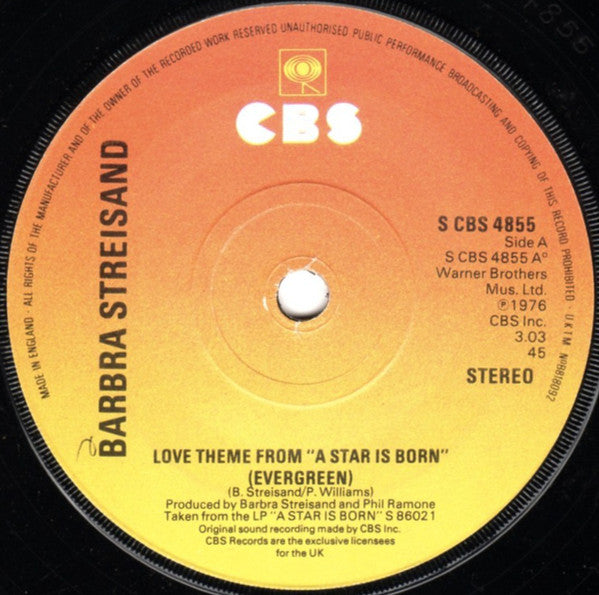 MADE IN ENGLAND · ALL RIGHTS OF THE MANUFACTURER AND OF THE OWNER OF THE RECORDED WORK RESERVED UNAUTHORISED PUBLIC PERFORMANCE BROADCASTING AND COPYING OF THIS RECORD PROHIBITED · U.K.T.M. No B818092
CBS
BARBRA STREISAND
S CBS 4855
Side A
S CBS 4855 A°
Warner Brothers
Mus. Ltd.
℗1976
CBS Inc.
3.03
45
STEREO
LOVE THEME FROM "A STAR IS BORN"
(EVERGREEN)
(B. Streisand/P. Williams)
Produced by Barbra Streisand and Phil Ramone
Taken from the LP "A STAR IS BORN" S 86021
Original sound recording made by CBS Inc.
CBS Records are the exclusive licensees
for the UK